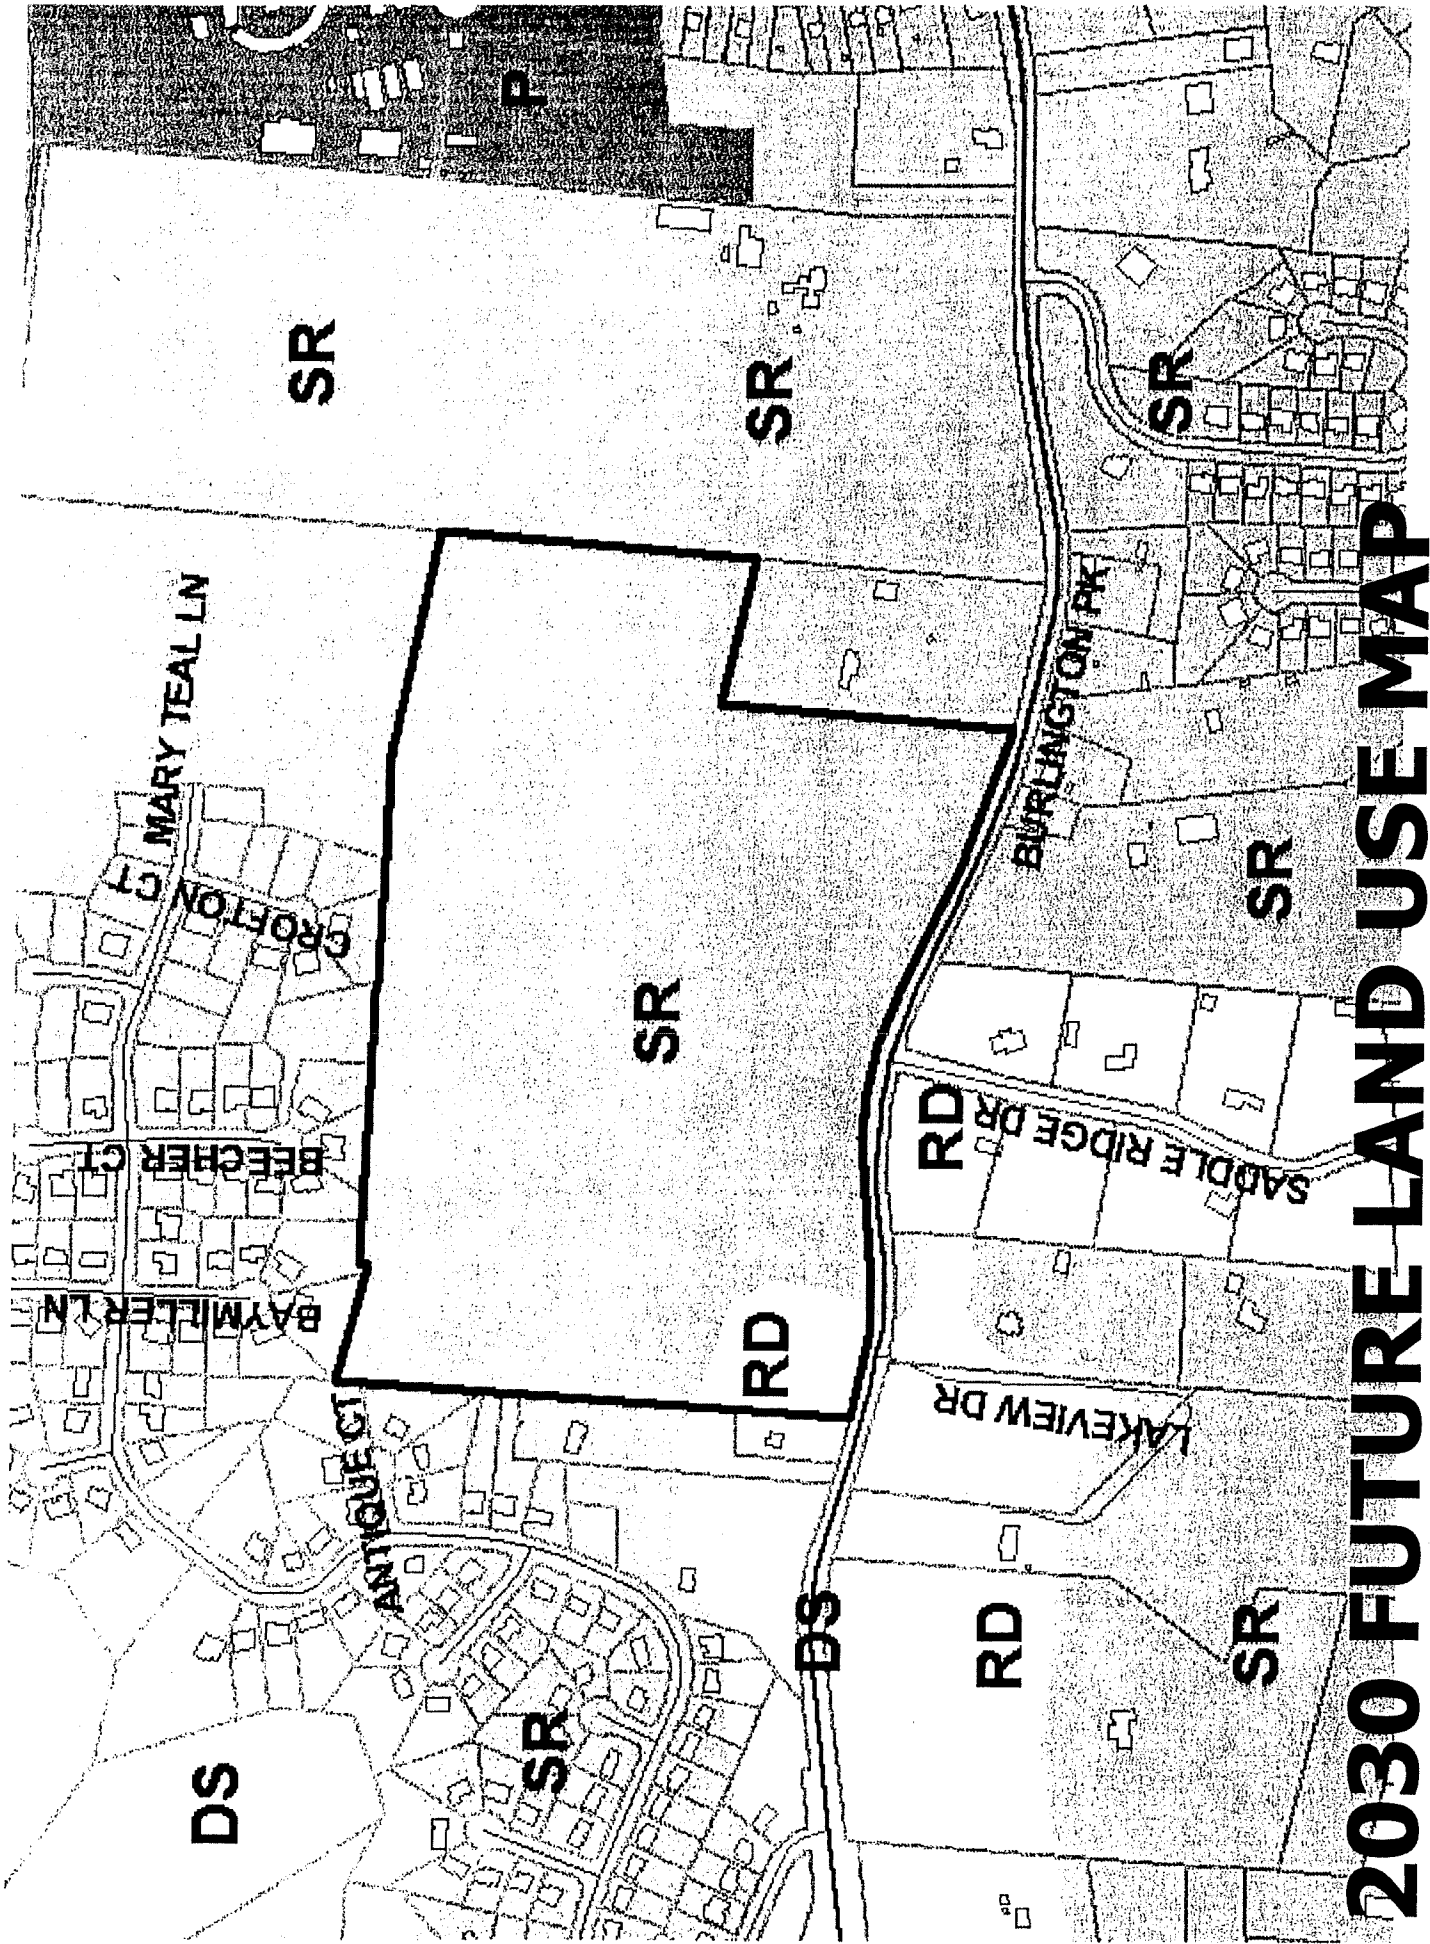 P
SR
SR
SR
MARY TEAL LN
CROFTON CT
BEECHER CT
BAYMILLER LN
ANTIQUE CT
SR
RD
BURLINGTON PK
SR
RD
SADDLE RIDGE DR
LAKEVIEW DR
DS
DS
SR
RD
SR
2030 FUTURE LAND USE MAP